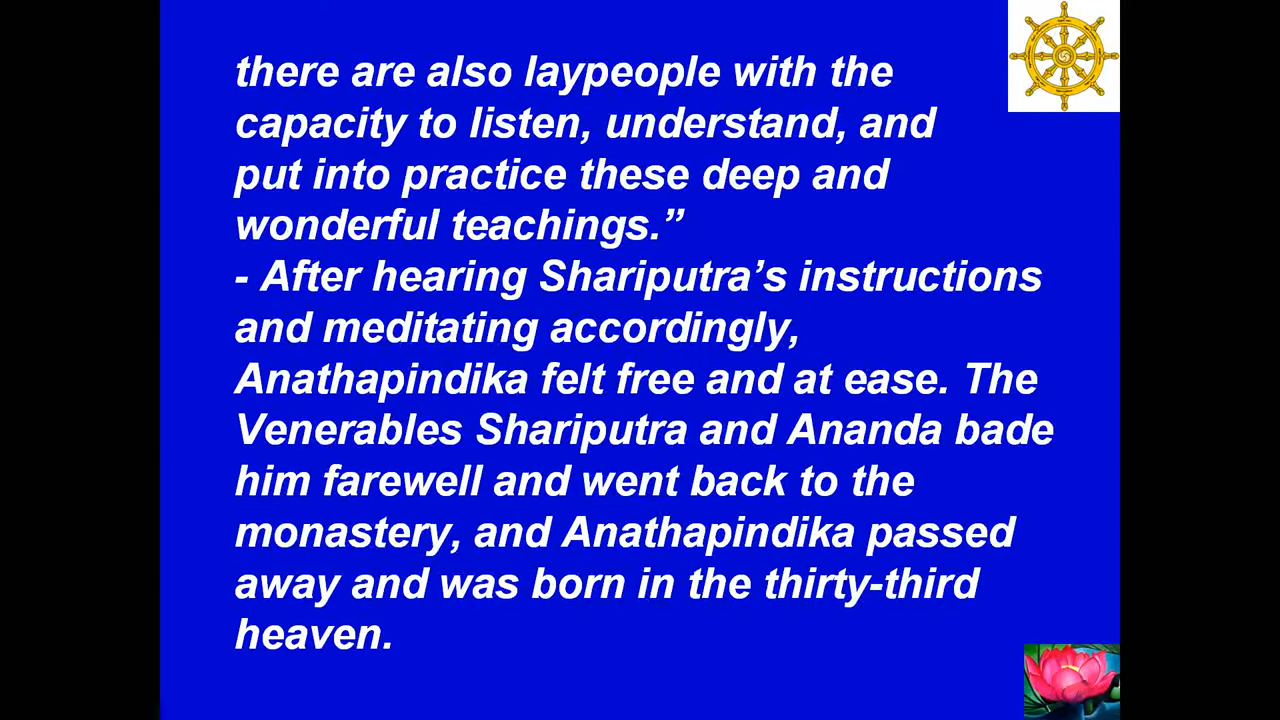 there are also laypeople with the
capacity to listen, understand, and
put into practice these deep and
wonderful teachings.”
- After hearing Shariputra’s instructions
and meditating accordingly,
Anathapindika felt free and at ease. The
Venerables Shariputra and Ananda bade
him farewell and went back to the
monastery, and Anathapindika passed
away and was born in the thirty-third
heaven.